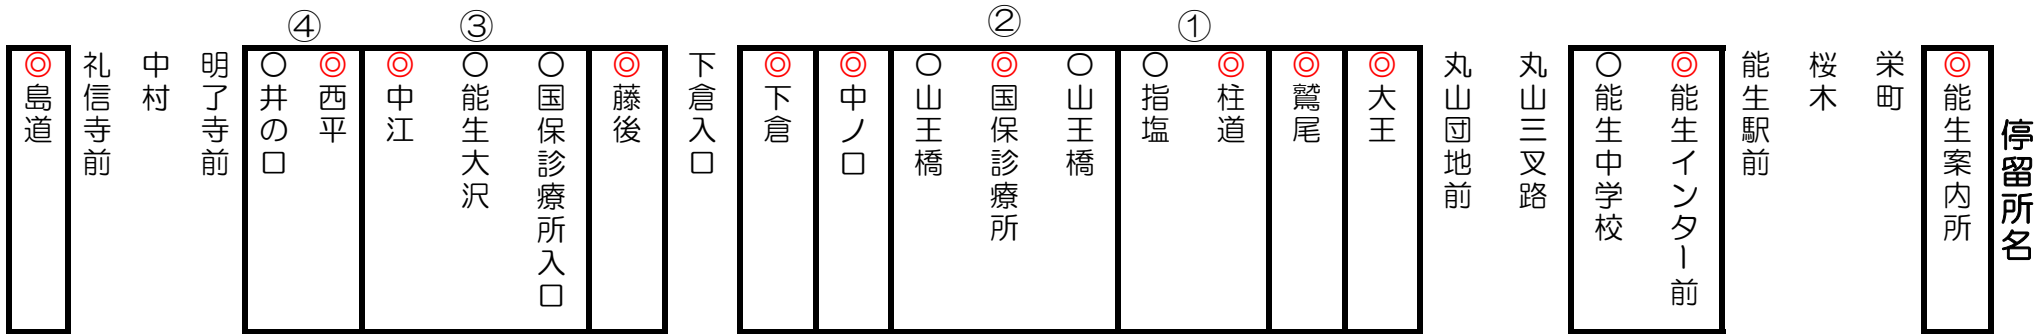 停留所名
◎能生案内所
栄町
桜木
能生駅前
◎能生インター前
○能生中学校
丸山三叉路
丸山団地前
◎大王
◎鷲尾
①
◎柱道
○指塩
②
○山王橋
◎国保診療所
○山王橋
◎中ノ口
◎下倉
下倉入口
◎藤後
③
○国保診療所入口
○能生大沢
◎中江
④
◎西平
○井の口
明了寺前
中村
礼信寺前
◎島道